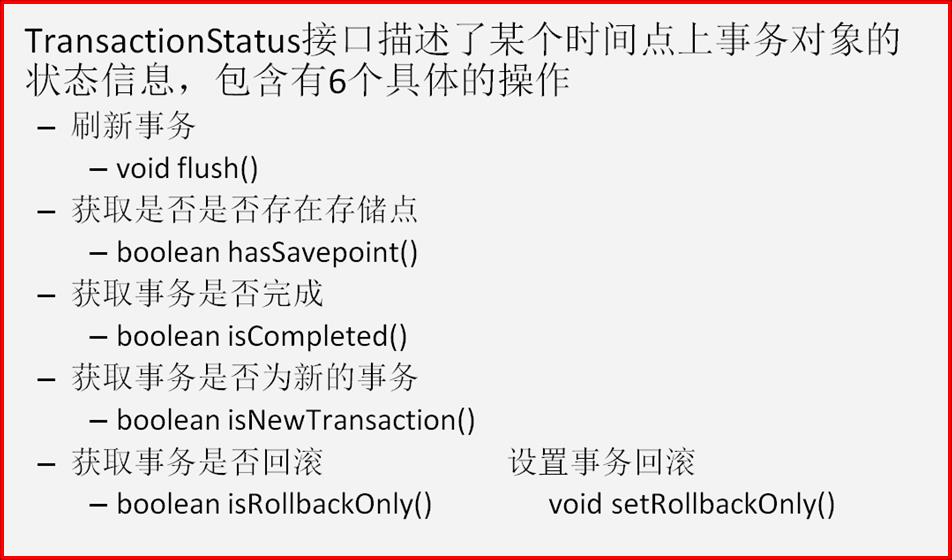 TransactionStatus接口描述了某个时间点上事务对象的
状态信息，包含有6个具体的操作
– 刷新事务
– void flush()
– 获取是否是否存在存储点
– boolean hasSavepoint()
– 获取事务是否完成
– boolean isCompleted()
– 获取事务是否为新的事务
– boolean isNewTransaction()
– 获取事务是否回滚 设置事务回滚
– boolean isRollbackOnly() void setRollbackOnly()